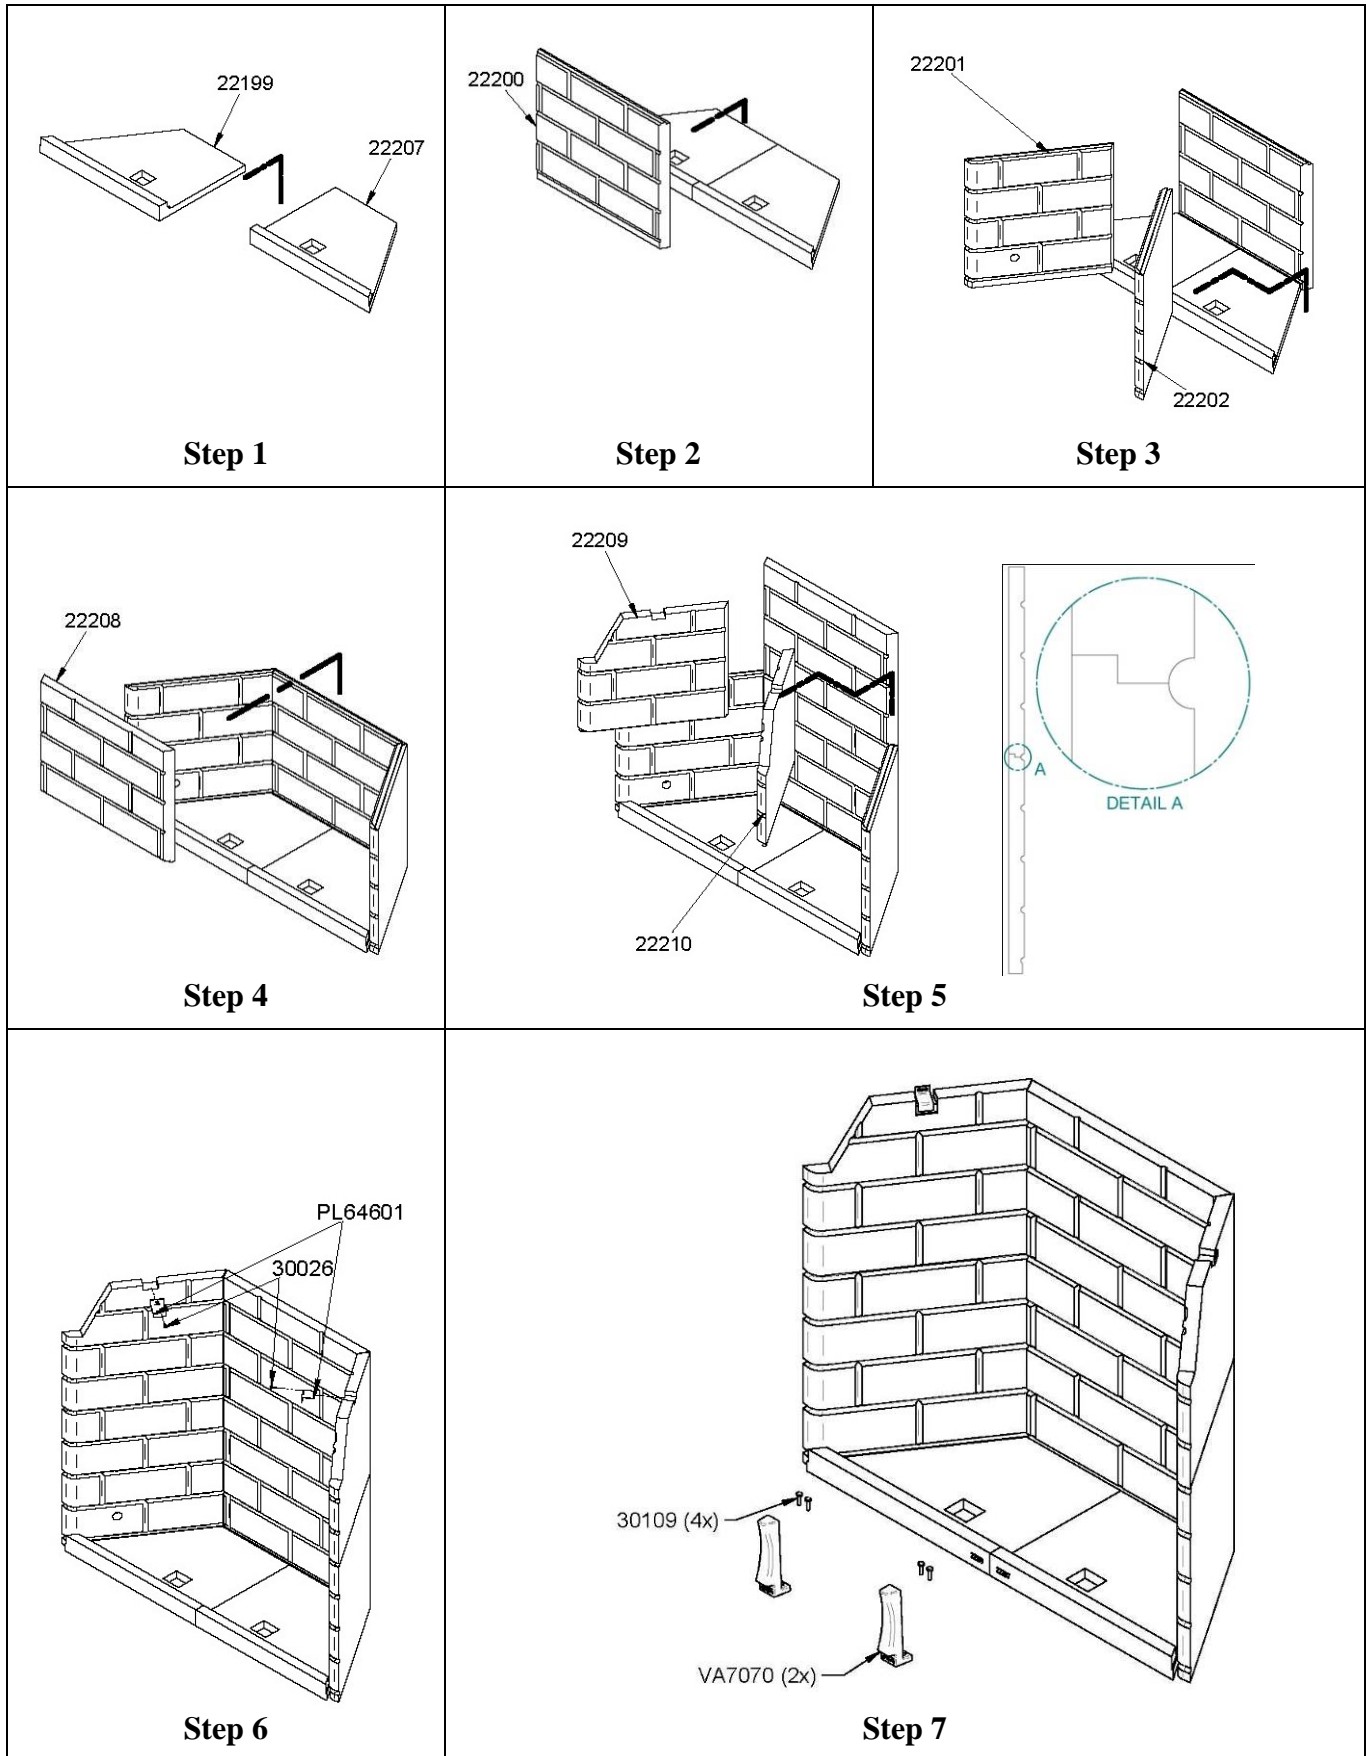 22199
22207
Step 1
22200
Step 2
22201
22202
Step 3
22208
Step 4
22209
22210
A
DETAIL A
Step 5
PL64601
30026
Step 6
30109 (4x)
VA7070 (2x)
Step 7